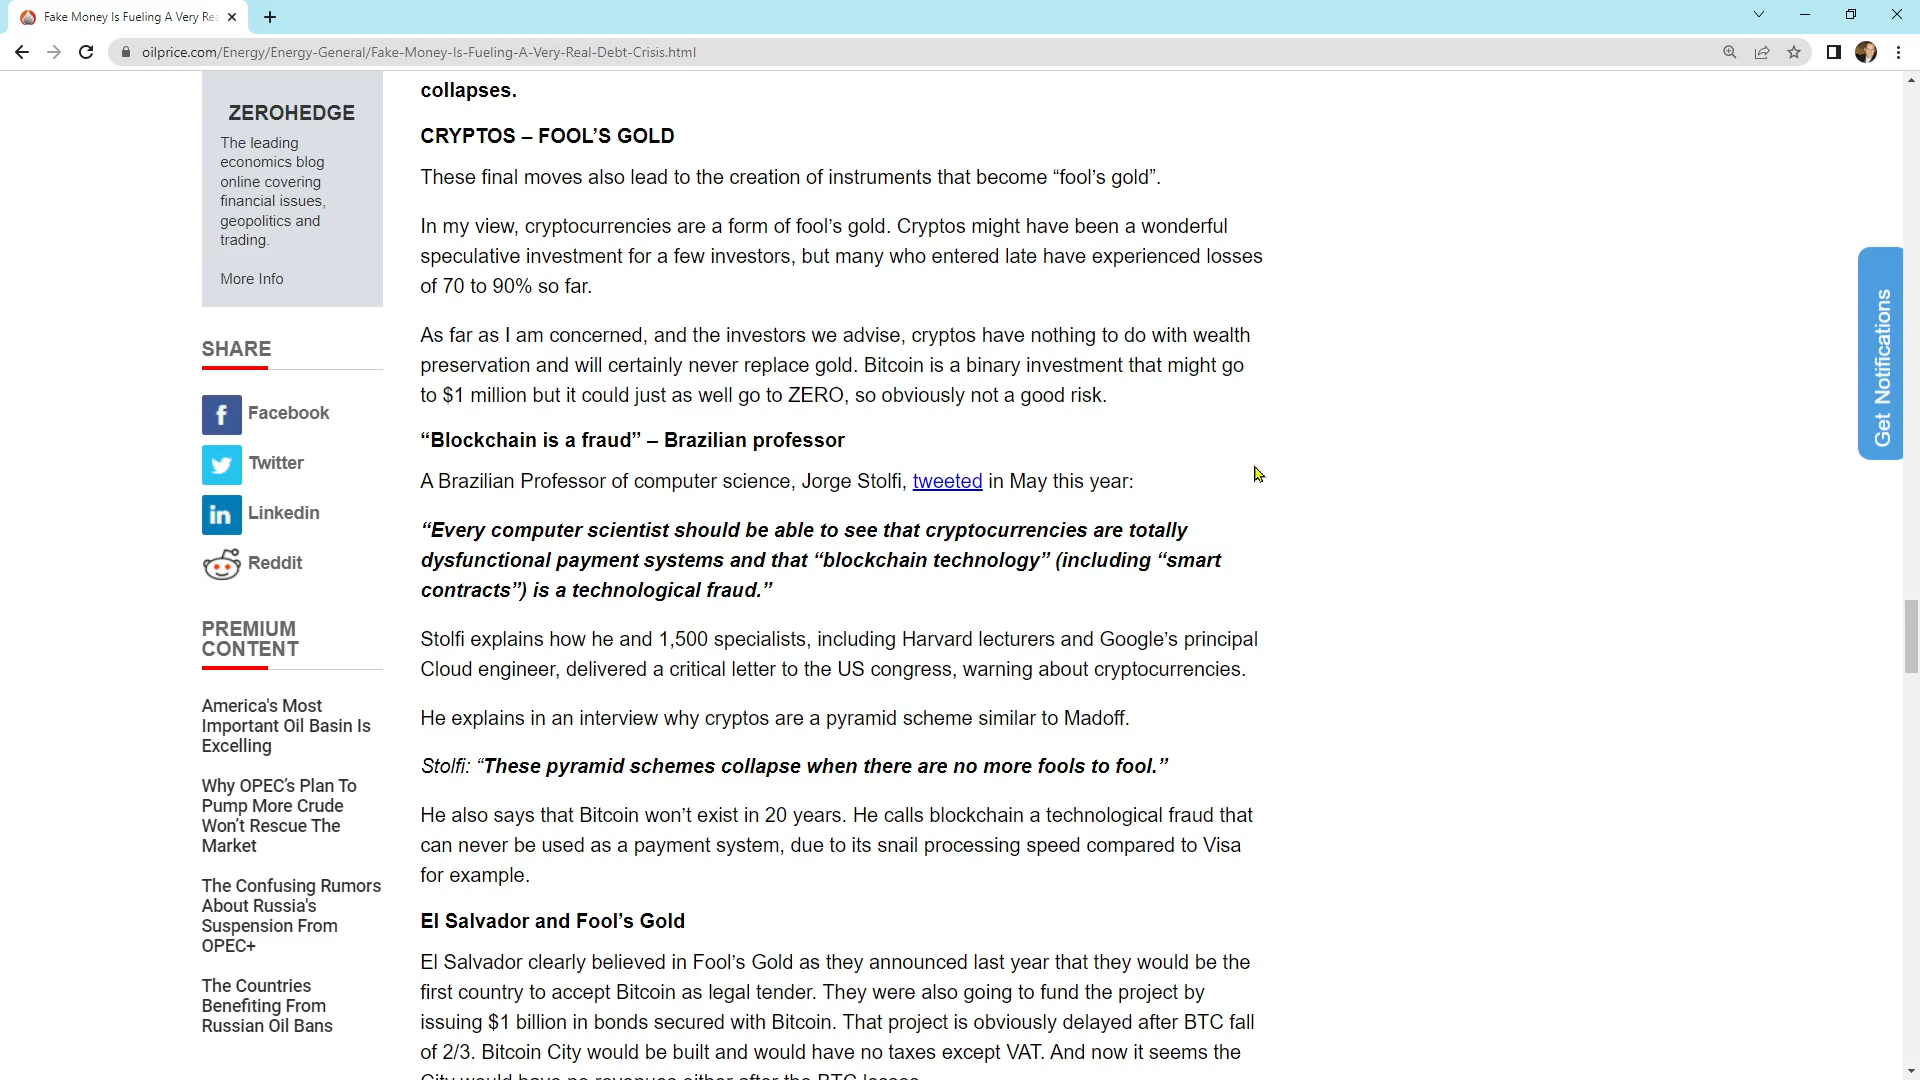 Fake Money Is Fueling A Very Rea
oilprice.com/Energy/Energy-General/Fake-Money-Is-Fueling-A-Very-Real-Debt-Crisis.html
ZEROHEDGE
The leading
economics blog
online covering
financial issues,
geopolitics and
trading.
More Info
SHARE
f Facebook
Twitter
in Linkedin
Reddit
PREMIUM
CONTENT
America's Most
Important Oil Basin Is
Excelling
Why OPEC’s Plan To
Pump More Crude
Won’t Rescue The
Market
The Confusing Rumors
About Russia's
Suspension From
OPEC+
The Countries
Benefiting From
Russian Oil Bans
collapses.
CRYPTOS – FOOL’S GOLD
These final moves also lead to the creation of instruments that become “fool’s gold”.
In my view, cryptocurrencies are a form of fool’s gold. Cryptos might have been a wonderful
speculative investment for a few investors, but many who entered late have experienced losses
of 70 to 90% so far.
As far as I am concerned, and the investors we advise, cryptos have nothing to do with wealth
preservation and will certainly never replace gold. Bitcoin is a binary investment that might go
to $1 million but it could just as well go to ZERO, so obviously not a good risk.
“Blockchain is a fraud” – Brazilian professor
A Brazilian Professor of computer science, Jorge Stolfi, tweeted in May this year:
“Every computer scientist should be able to see that cryptocurrencies are totally
dysfunctional payment systems and that “blockchain technology” (including “smart
contracts”) is a technological fraud.”
Stolfi explains how he and 1,500 specialists, including Harvard lecturers and Google’s principal
Cloud engineer, delivered a critical letter to the US congress, warning about cryptocurrencies.
He explains in an interview why cryptos are a pyramid scheme similar to Madoff.
Stolfi: “These pyramid schemes collapse when there are no more fools to fool.”
He also says that Bitcoin won’t exist in 20 years. He calls blockchain a technological fraud that
can never be used as a payment system, due to its snail processing speed compared to Visa
for example.
El Salvador and Fool’s Gold
El Salvador clearly believed in Fool’s Gold as they announced last year that they would be the
first country to accept Bitcoin as legal tender. They were also going to fund the project by
issuing $1 billion in bonds secured with Bitcoin. That project is obviously delayed after BTC fall
of 2/3. Bitcoin City would be built and would have no taxes except VAT. And now it seems the
City would have no revenues either after the BTC losses.
Get Notifications